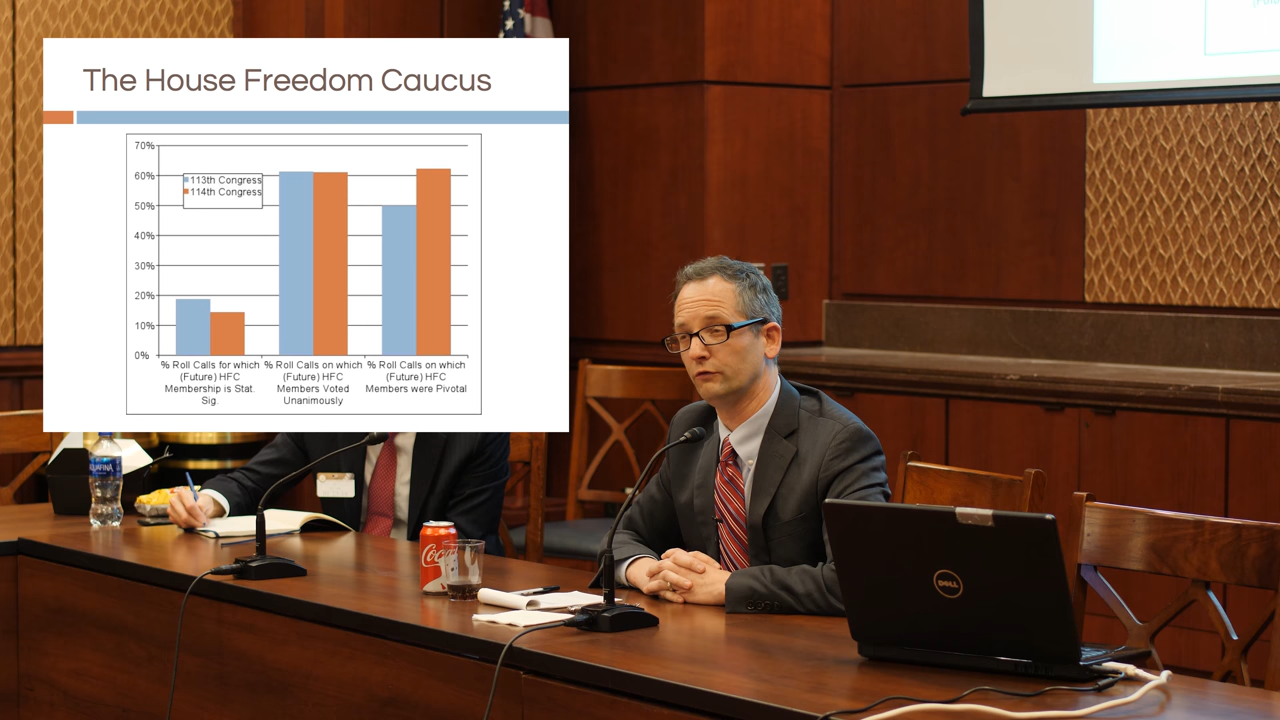 The House Freedom Caucus
70%
60%
50%
40%
30%
20%
10%
0%
113th Congress
114th Congress
% Roll Calls for which
(Future) HFC
Membership is Stat.
Sig.
% Roll Calls on which
(Future) HFC
Members Voted
Unanimously
% Roll Calls on which
(Future) HFC
Members were Pivotal
AQUAFINA
Coca
DELL